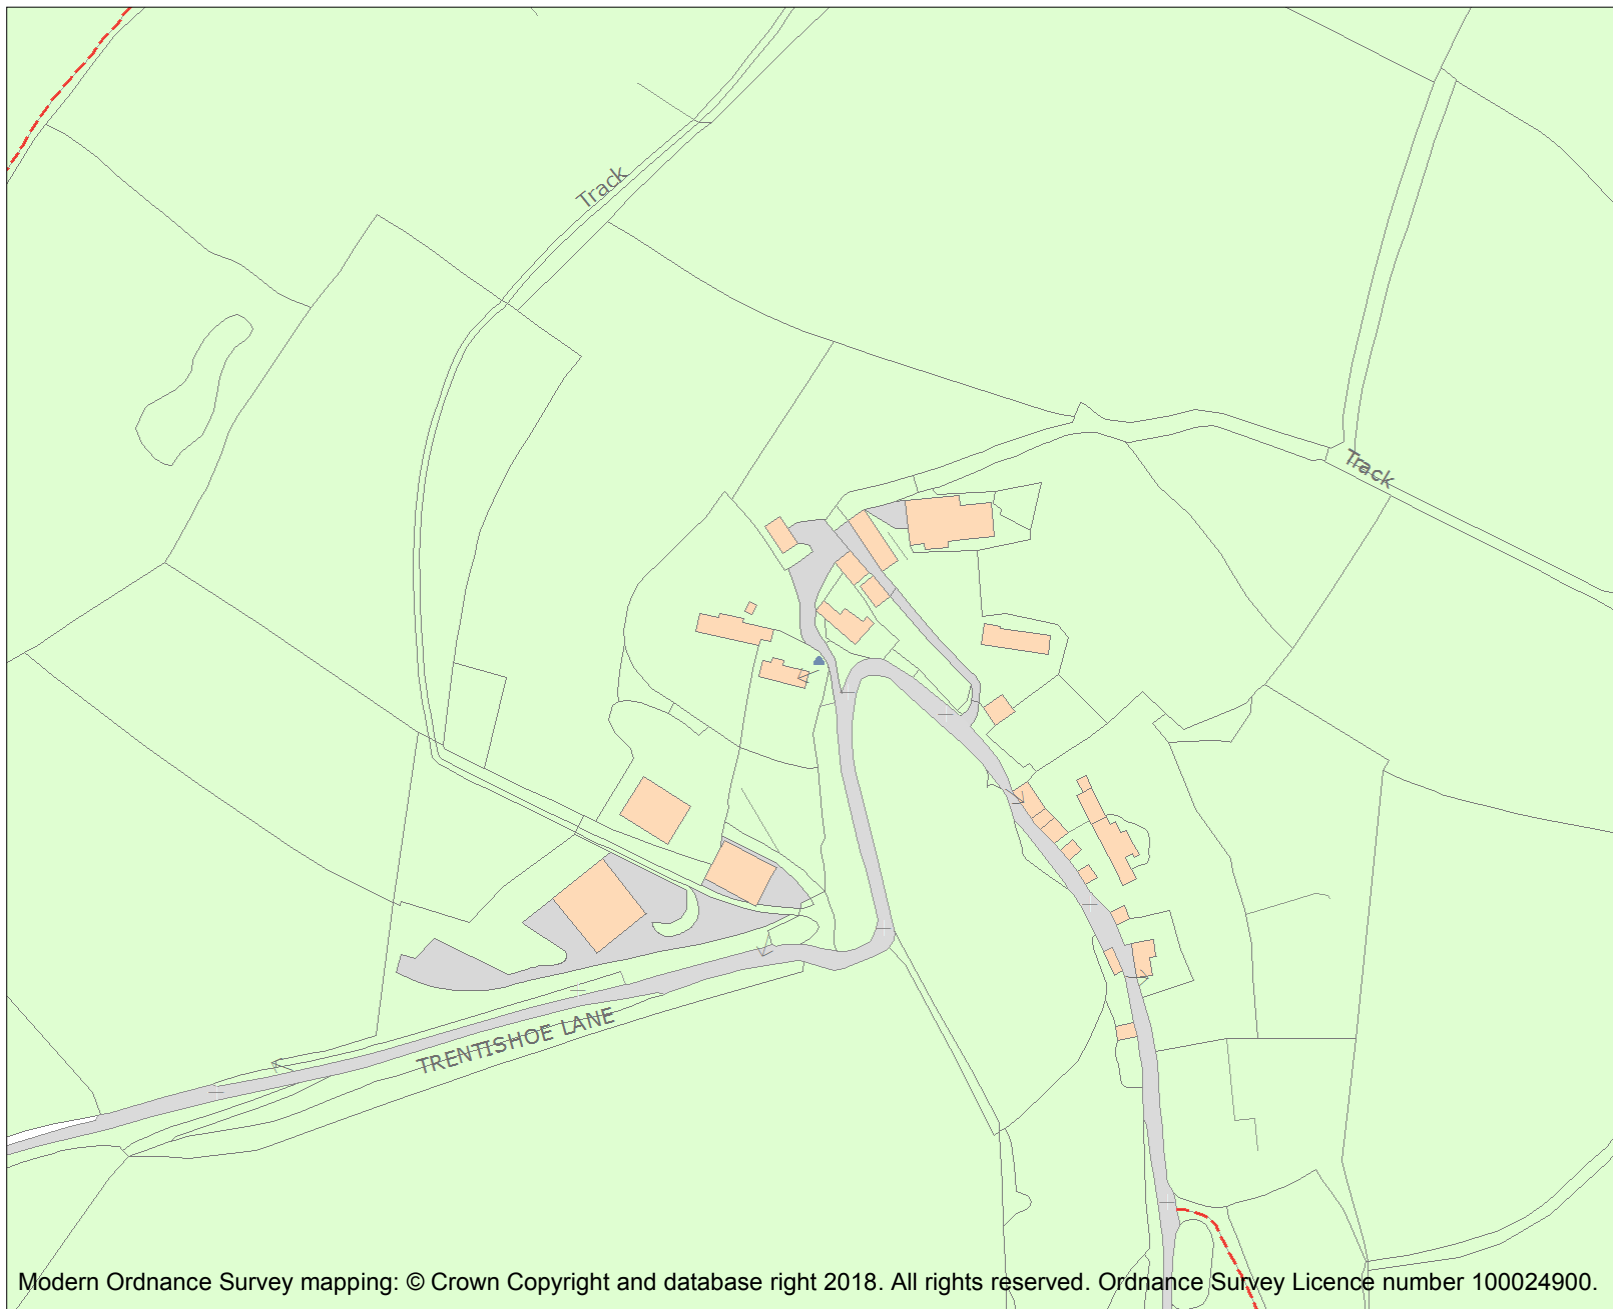 Track
Track
TRENTISHOE LANE
Modern Ordnance Survey mapping: © Crown Copyright and database right 2018. All rights reserved. Ordnance Survey Licence number 100024900.